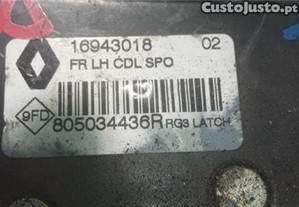 CustoJusto.pt
16943018 02
FR LH CDL SPO
9FD
805034436R RG3 LATCH